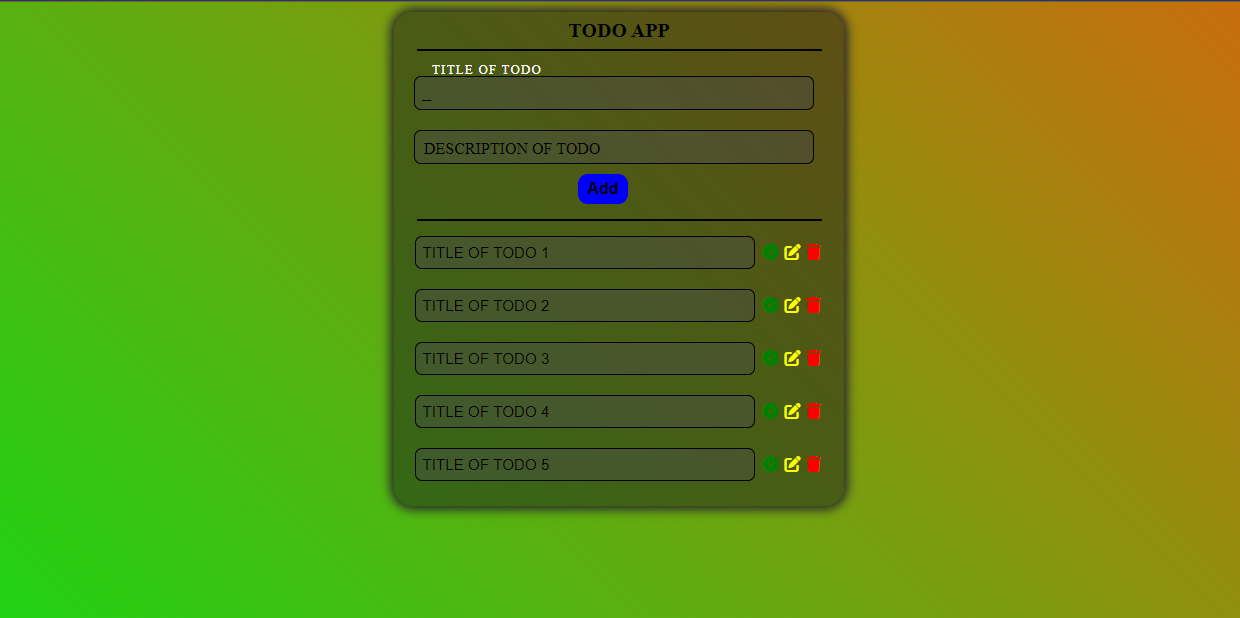 TODO APP
TITLE OF TODO
_
DESCRIPTION OF TODO
Add
TITLE OF TODO 1
TITLE OF TODO 2
TITLE OF TODO 3
TITLE OF TODO 4
TITLE OF TODO 5